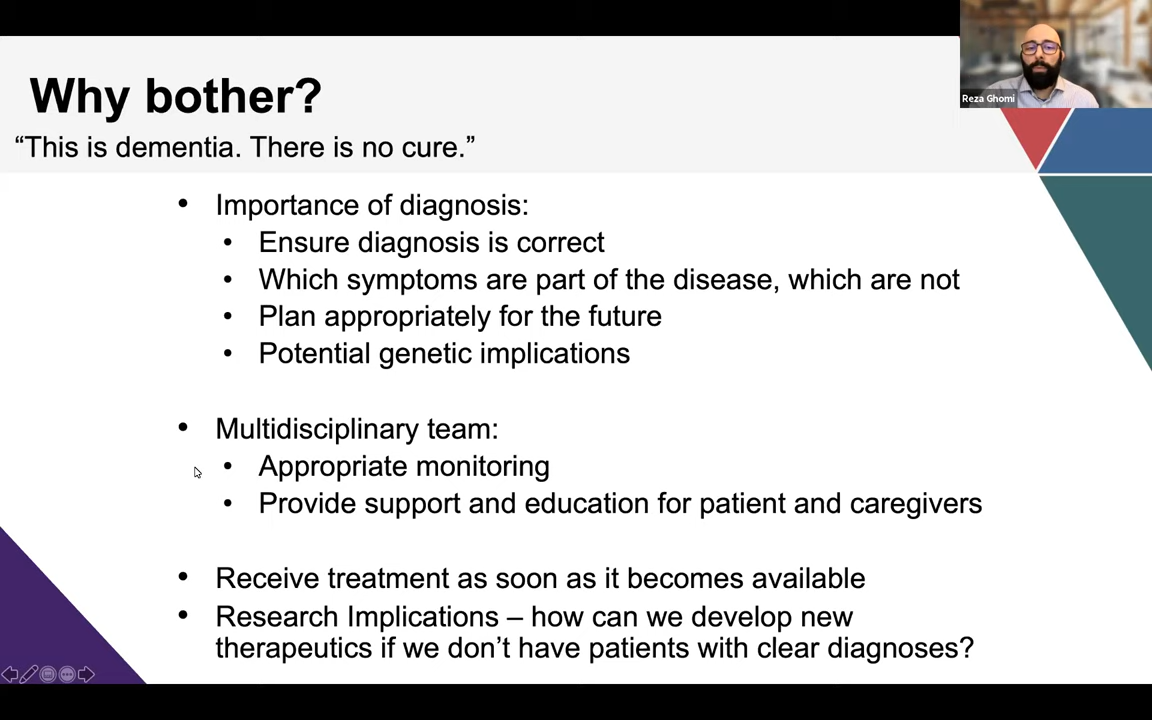 Reza Ghomi
Why bother?
“This is dementia. There is no cure.”
• Importance of diagnosis:
• Ensure diagnosis is correct
• Which symptoms are part of the disease, which are not
• Plan appropriately for the future
• Potential genetic implications
• Multidisciplinary team:
• Appropriate monitoring
• Provide support and education for patient and caregivers
• Receive treatment as soon as it becomes available
• Research Implications – how can we develop new
therapeutics if we don’t have patients with clear diagnoses?